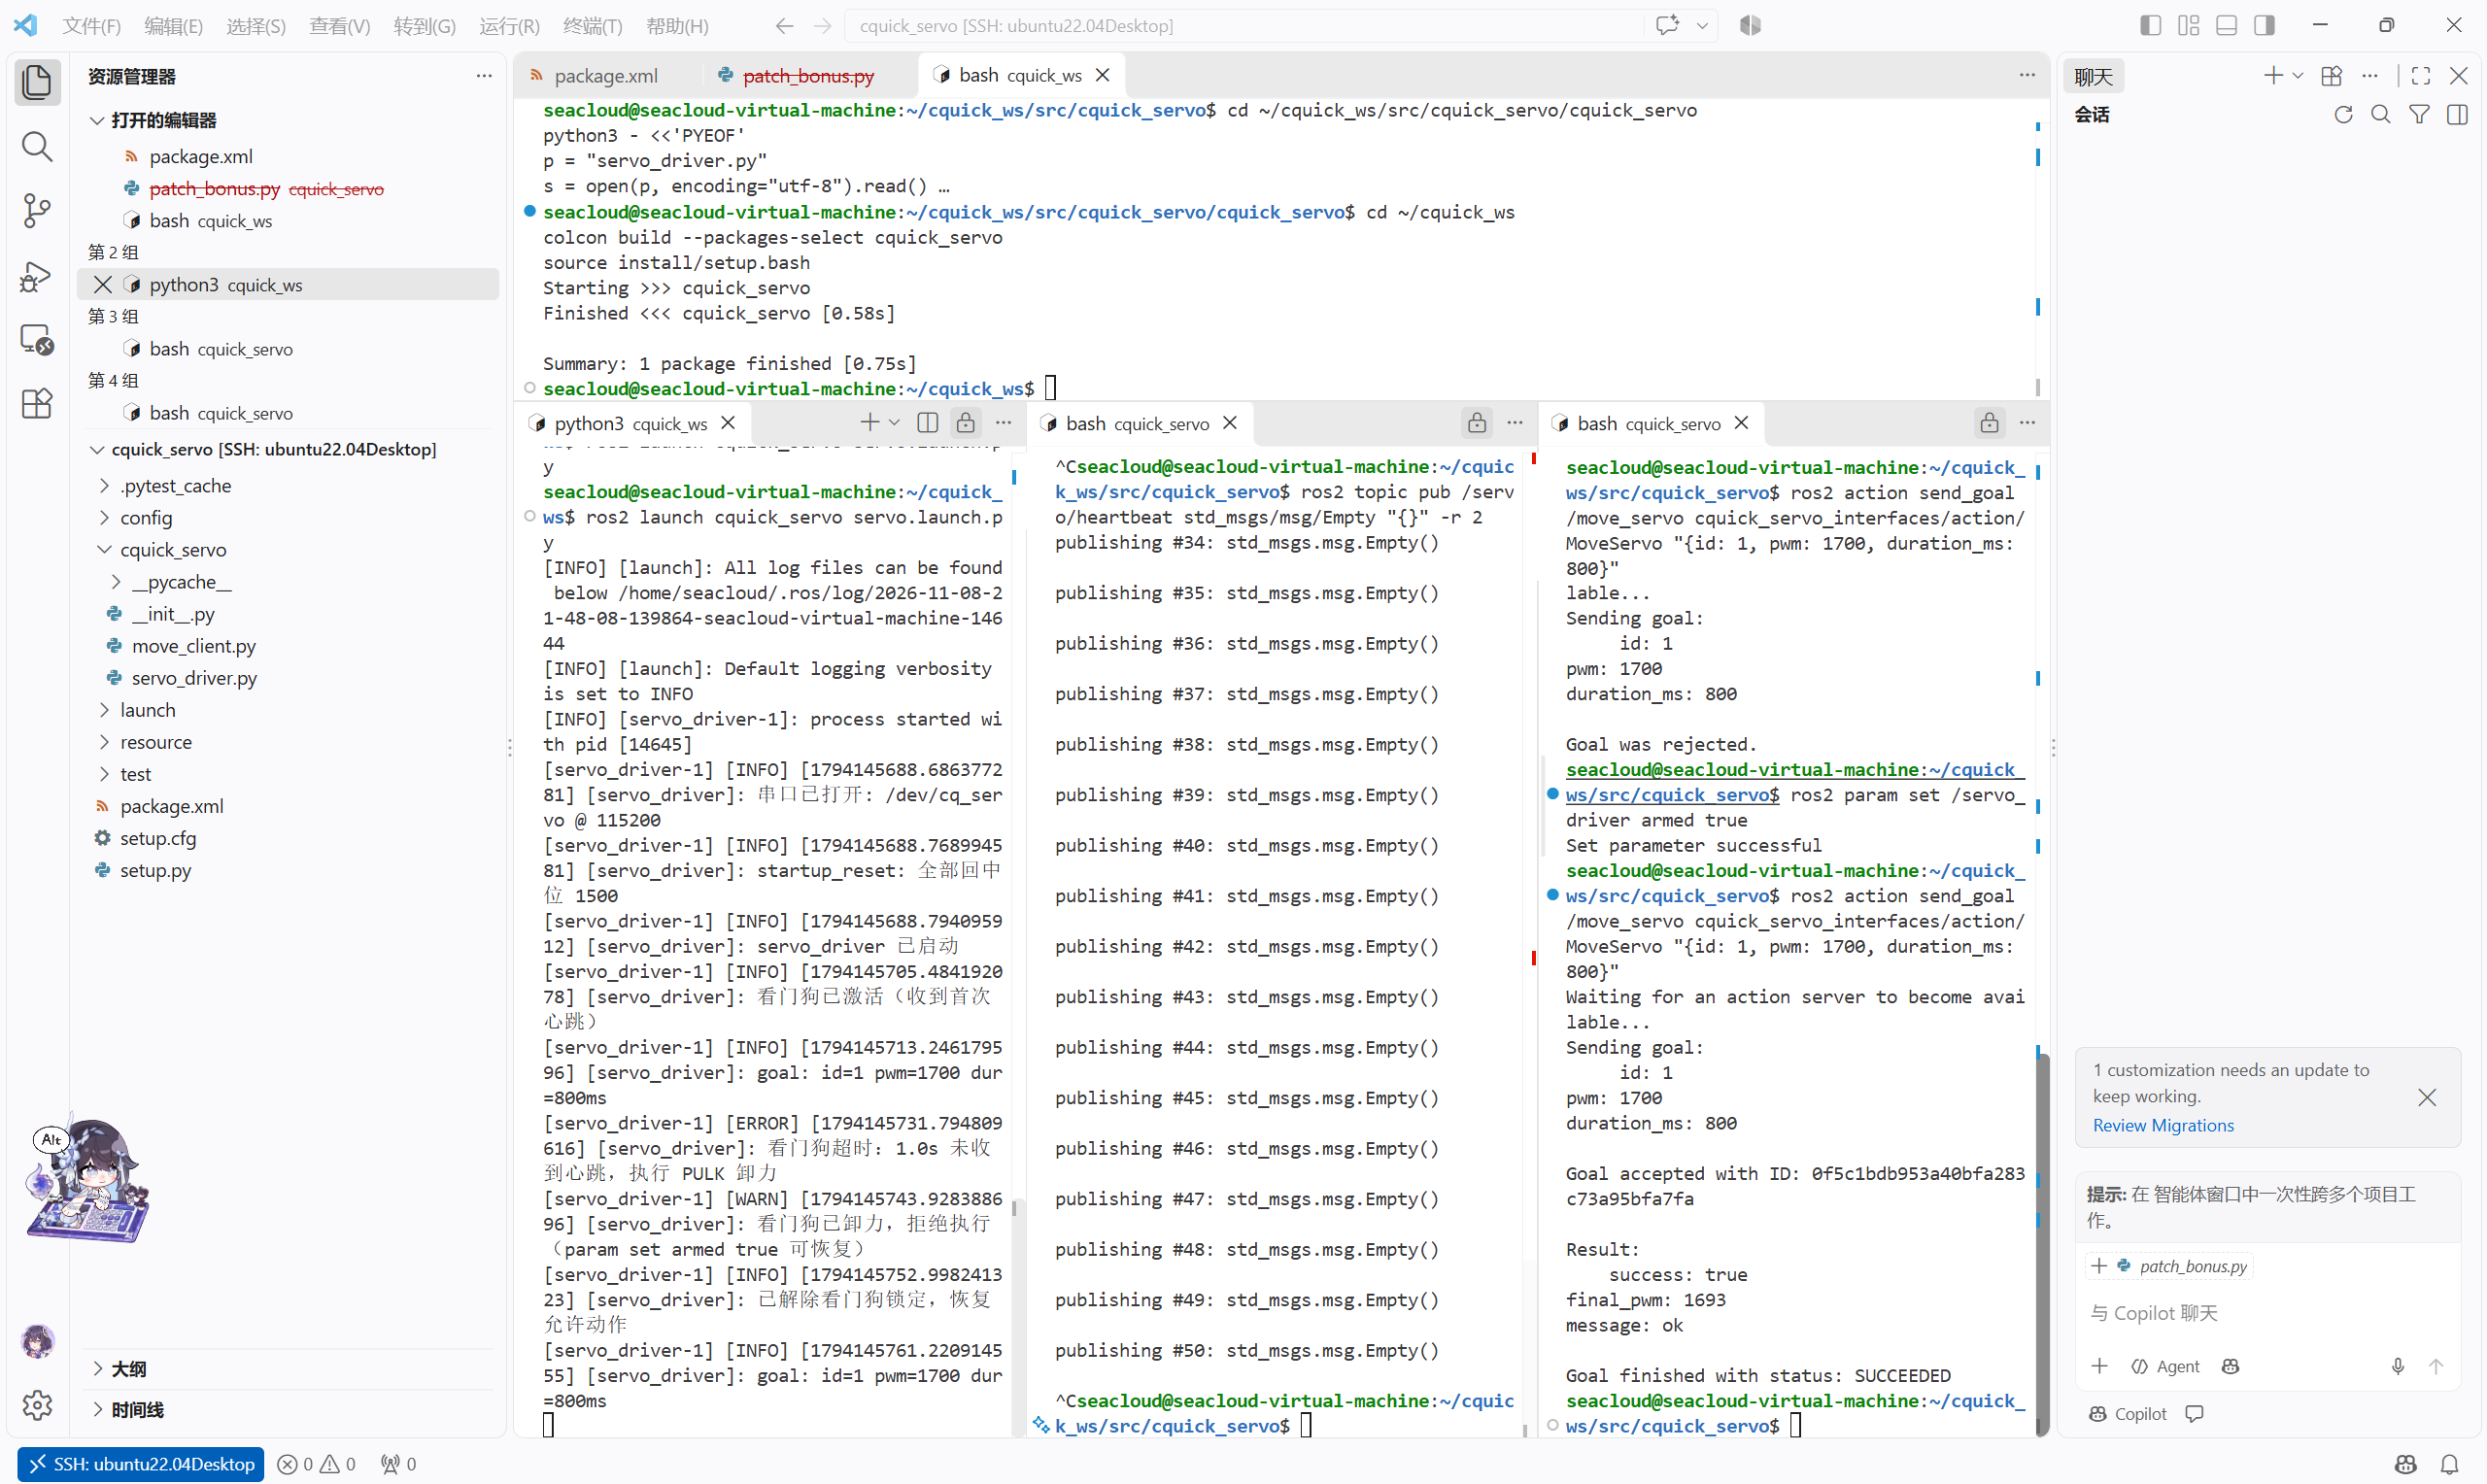 文件(F) 编辑(E) 选择(S) 查看(V) 转到(G) 运行(R) 终端(T) 帮助(H)
cquick_servo [SSH: ubuntu22.04Desktop]
资源管理器
打开的编辑器
package.xml
patch_bonus.py cquick_servo
bash cquick_ws
第 2 组
python3 cquick_ws
第 3 组
bash cquick_servo
第 4 组
bash cquick_servo
cquick_servo [SSH: ubuntu22.04Desktop]
.pytest_cache
config
cquick_servo
__pycache__
__init__.py
move_client.py
servo_driver.py
launch
resource
test
package.xml
setup.cfg
setup.py
Alt
大纲
时间线
package.xml
patch_bonus.py
bash cquick_ws
seacloud@seacloud-virtual-machine:~/cquick_ws/src/cquick_servo$ cd ~/cquick_ws/src/cquick_servo/cquick_servo
python3 - <<'PYEOF'
p = "servo_driver.py"
s = open(p, encoding="utf-8").read() …
seacloud@seacloud-virtual-machine:~/cquick_ws/src/cquick_servo/cquick_servo$ cd ~/cquick_ws
colcon build --packages-select cquick_servo
source install/setup.bash
Starting >>> cquick_servo
Finished <<< cquick_servo [0.58s]
Summary: 1 package finished [0.75s]
seacloud@seacloud-virtual-machine:~/cquick_ws$
python3 cquick_ws
y
seacloud@seacloud-virtual-machine:~/cquick_
ws$ ros2 launch cquick_servo servo.launch.p
y
[INFO] [launch]: All log files can be found
below /home/seacloud/.ros/log/2026-11-08-2
1-48-08-139864-seacloud-virtual-machine-146
44
[INFO] [launch]: Default logging verbosity
is set to INFO
[INFO] [servo_driver-1]: process started wi
th pid [14645]
[servo_driver-1] [INFO] [1794145688.6863772
81] [servo_driver]: 串口已打开: /dev/cq_ser
vo @ 115200
[servo_driver-1] [INFO] [1794145688.7689945
81] [servo_driver]: startup_reset: 全部回中
位 1500
[servo_driver-1] [INFO] [1794145688.7940959
12] [servo_driver]: servo_driver 已启动
[servo_driver-1] [INFO] [1794145705.4841920
78] [servo_driver]: 看门狗已激活（收到首次
心跳）
[servo_driver-1] [INFO] [1794145713.2461795
96] [servo_driver]: goal: id=1 pwm=1700 dur
=800ms
[servo_driver-1] [ERROR] [1794145731.794809
616] [servo_driver]: 看门狗超时: 1.0s 未收
到心跳，执行 PULK 卸力
[servo_driver-1] [WARN] [1794145743.9283886
96] [servo_driver]: 看门狗已卸力，拒绝执行
（param set armed true 可恢复）
[servo_driver-1] [INFO] [1794145752.9982413
23] [servo_driver]: 已解除看门狗锁定，恢复
允许动作
[servo_driver-1] [INFO] [1794145761.2209145
55] [servo_driver]: goal: id=1 pwm=1700 dur
=800ms
bash cquick_servo
^Cseacloud@seacloud-virtual-machine:~/cquic
k_ws/src/cquick_servo$ ros2 topic pub /serv
o/heartbeat std_msgs/msg/Empty "{}" -r 2
publishing #34: std_msgs.msg.Empty()
publishing #35: std_msgs.msg.Empty()
publishing #36: std_msgs.msg.Empty()
publishing #37: std_msgs.msg.Empty()
publishing #38: std_msgs.msg.Empty()
publishing #39: std_msgs.msg.Empty()
publishing #40: std_msgs.msg.Empty()
publishing #41: std_msgs.msg.Empty()
publishing #42: std_msgs.msg.Empty()
publishing #43: std_msgs.msg.Empty()
publishing #44: std_msgs.msg.Empty()
publishing #45: std_msgs.msg.Empty()
publishing #46: std_msgs.msg.Empty()
publishing #47: std_msgs.msg.Empty()
publishing #48: std_msgs.msg.Empty()
publishing #49: std_msgs.msg.Empty()
publishing #50: std_msgs.msg.Empty()
^Cseacloud@seacloud-virtual-machine:~/cquic
k_ws/src/cquick_servo$
bash cquick_servo
seacloud@seacloud-virtual-machine:~/cquick_
ws/src/cquick_servo$ ros2 action send_goal
/move_servo cquick_servo_interfaces/action/
MoveServo "{id: 1, pwm: 1700, duration_ms:
800}"
lable...
Sending goal:
id: 1
pwm: 1700
duration_ms: 800
Goal was rejected.
seacloud@seacloud-virtual-machine:~/cquick_
ws/src/cquick_servo$ ros2 param set /servo_
driver armed true
Set parameter successful
seacloud@seacloud-virtual-machine:~/cquick_
ws/src/cquick_servo$ ros2 action send_goal
/move_servo cquick_servo_interfaces/action/
MoveServo "{id: 1, pwm: 1700, duration_ms:
800}"
Waiting for an action server to become avai
lable...
Sending goal:
id: 1
pwm: 1700
duration_ms: 800
Goal accepted with ID: 0f5c1bdb953a40bfa283
c73a95bfa7fa
Result:
success: true
final_pwm: 1693
message: ok
Goal finished with status: SUCCEEDED
seacloud@seacloud-virtual-machine:~/cquick_
ws/src/cquick_servo$
聊天
会话
1 customization needs an update to
keep working.
Review Migrations
提示: 在 智能体窗口中一次性跨多个项目工
作。
patch_bonus.py
与 Copilot 聊天
Agent
Copilot
SSH: ubuntu22.04Desktop 0 0 0